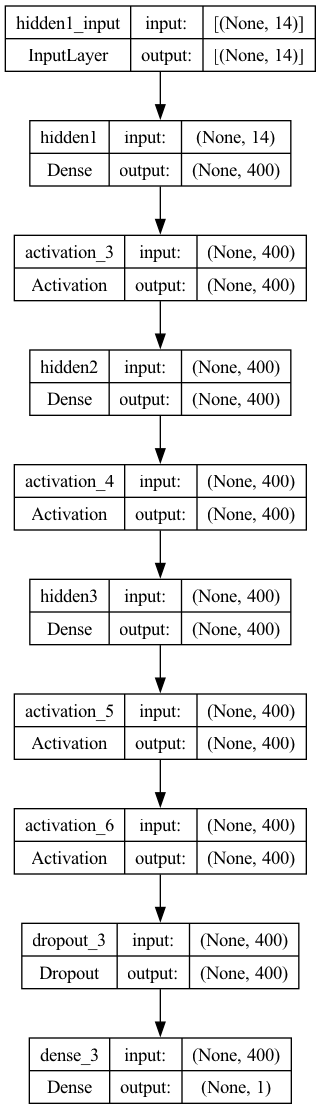 hidden1_input input: [(None, 14)]
InputLayer output: [(None, 14)]
hidden1 input: (None, 14)
Dense output: (None, 400)
activation_3 input: (None, 400)
Activation output: (None, 400)
hidden2 input: (None, 400)
Dense output: (None, 400)
activation_4 input: (None, 400)
Activation output: (None, 400)
hidden3 input: (None, 400)
Dense output: (None, 400)
activation_5 input: (None, 400)
Activation output: (None, 400)
activation_6 input: (None, 400)
Activation output: (None, 400)
dropout_3 input: (None, 400)
Dropout output: (None, 400)
dense_3 input: (None, 400)
Dense output: (None, 1)